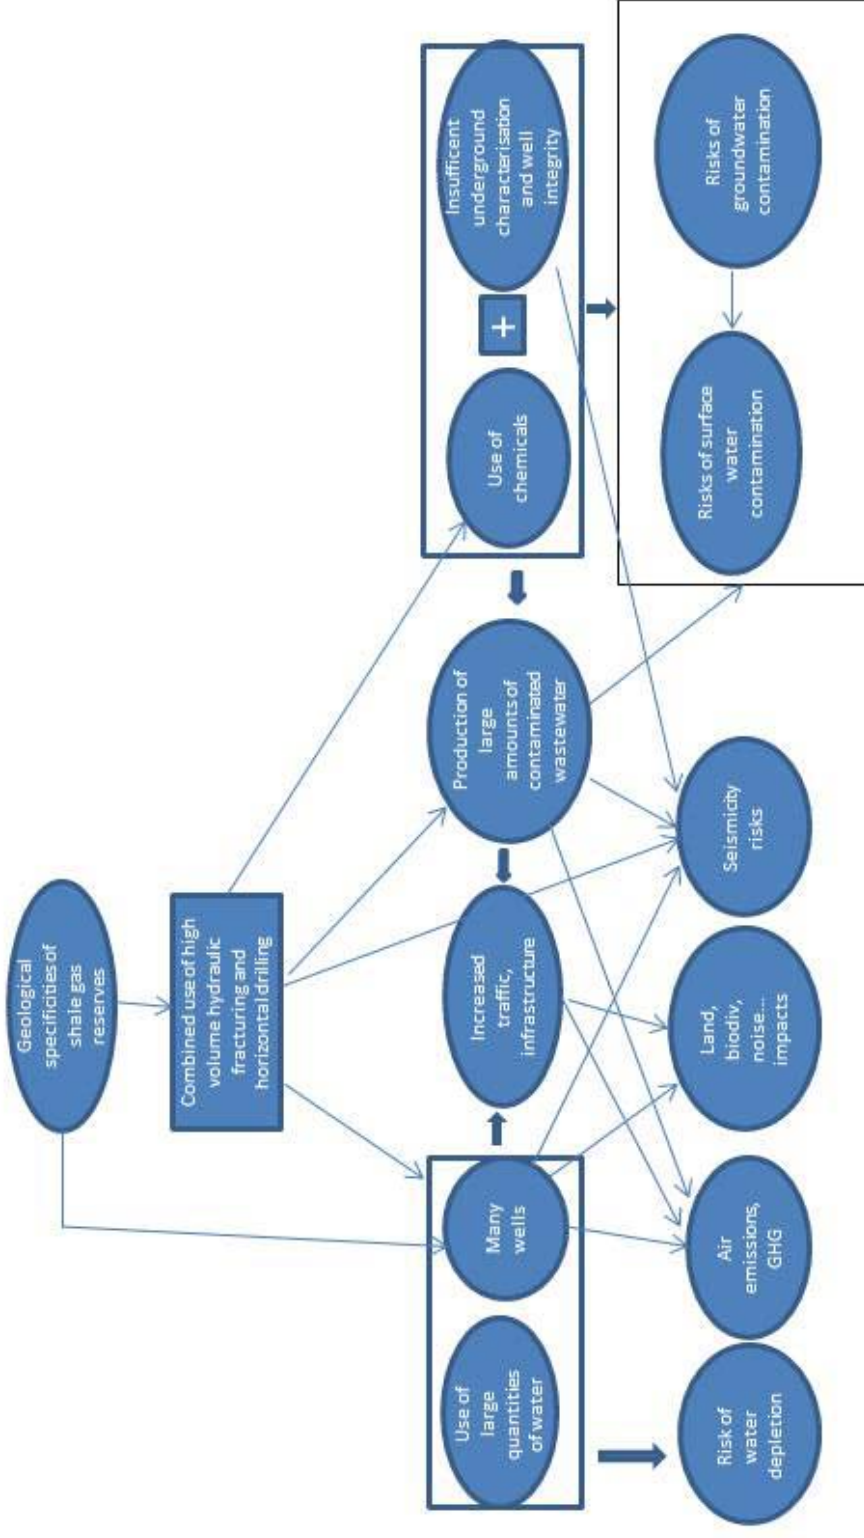 Geological
specificities of
shale gas
reserves
Combined use of high
volume hydraulic
fracturing and
horizontal drilling
Use of
large
quantities
of water
Many
wells
Increased
traffic,
infrastructure
Production of
large
amounts of
contaminated
wastewater
Use of
chemicals
+
Insufficent
underground
characterisation
and well
integrity
Risk of
water
depletion
Air
emissions,
GHG
Land,
biodiv,
noise...
impacts
Seismicity
risks
Risks of surface
water
contamination
Risks of
groundwater
contamination